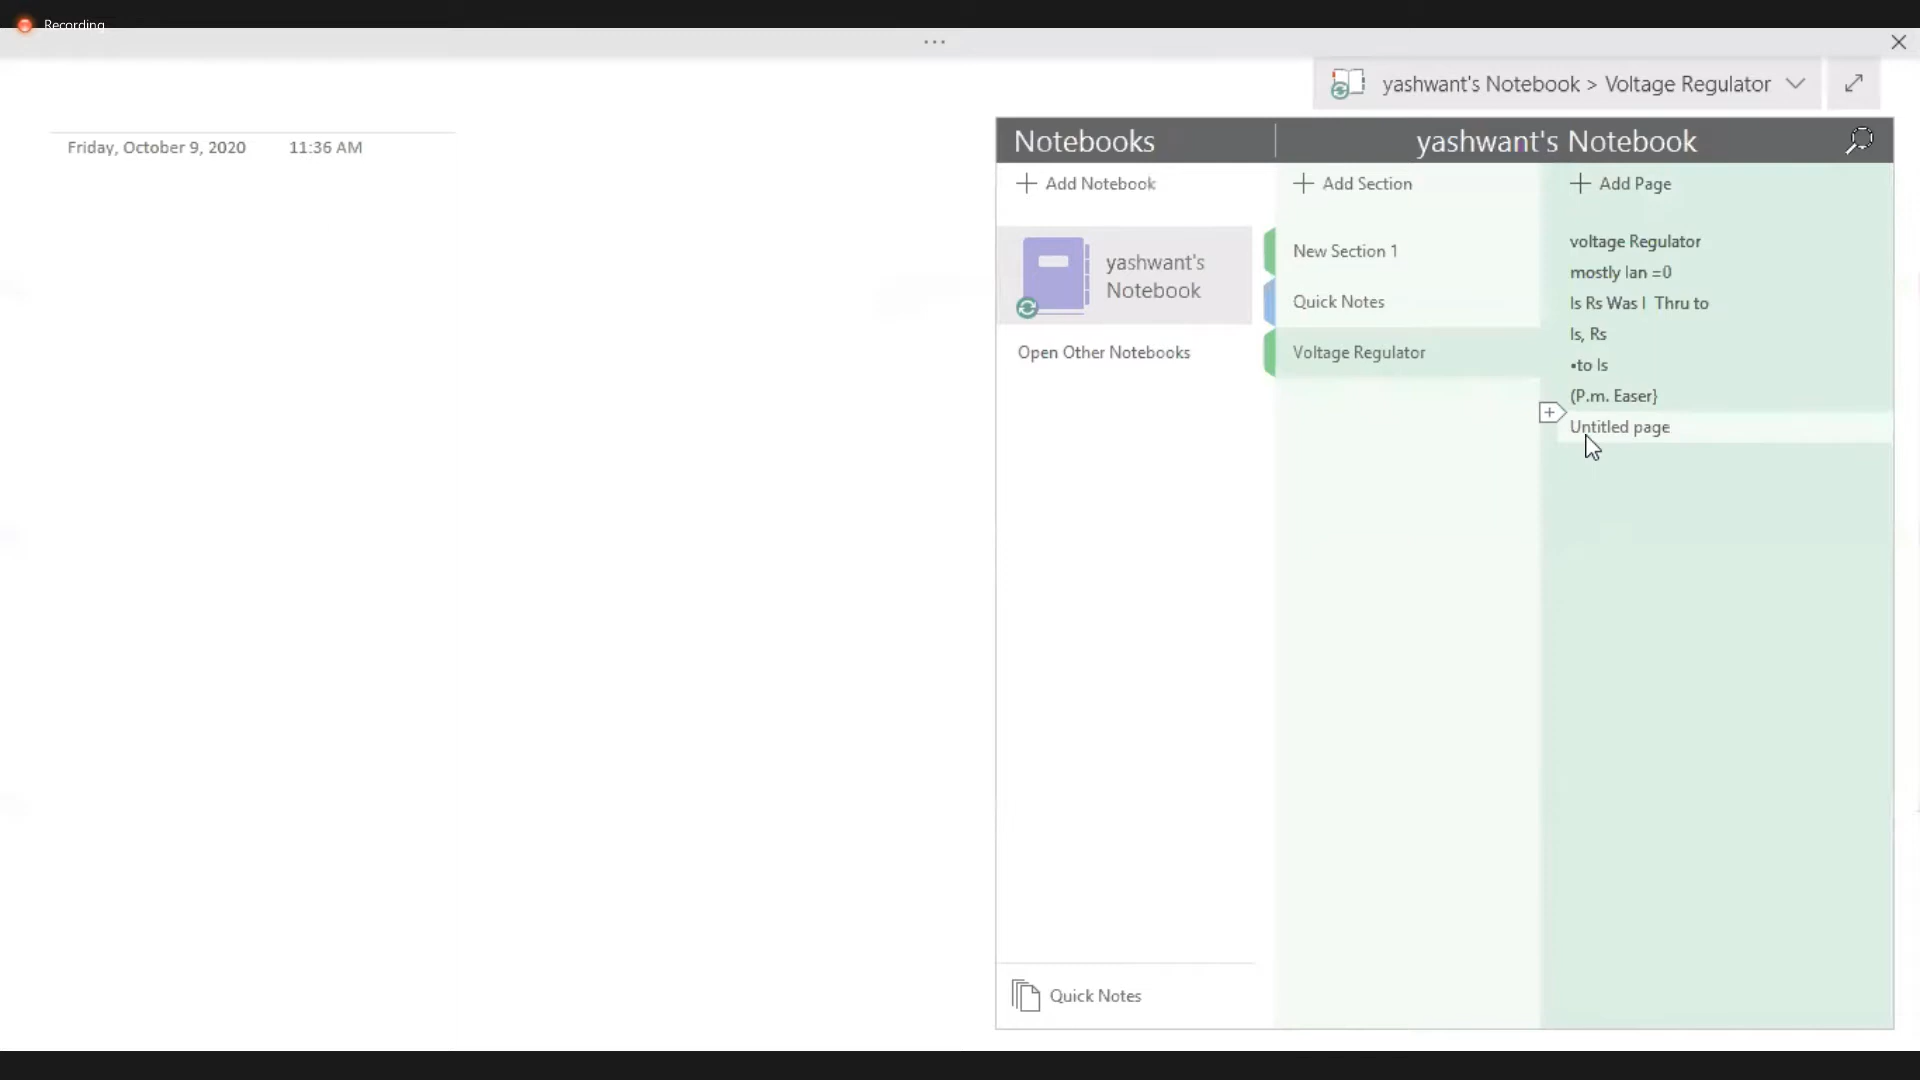 Recording
yashwant's Notebook > Voltage Regulator
Friday, October 9, 2020 11:36 AM
Notebooks
yashwant's Notebook
Add Notebook
Add Section
Add Page
yashwant's
Notebook
Open Other Notebooks
New Section 1
Quick Notes
Voltage Regulator
voltage Regulator
mostly Ian =0
Is Rs Was I Thru to
Is, Rs
•to Is
(P.m. Easer}
Untitled page
Quick Notes